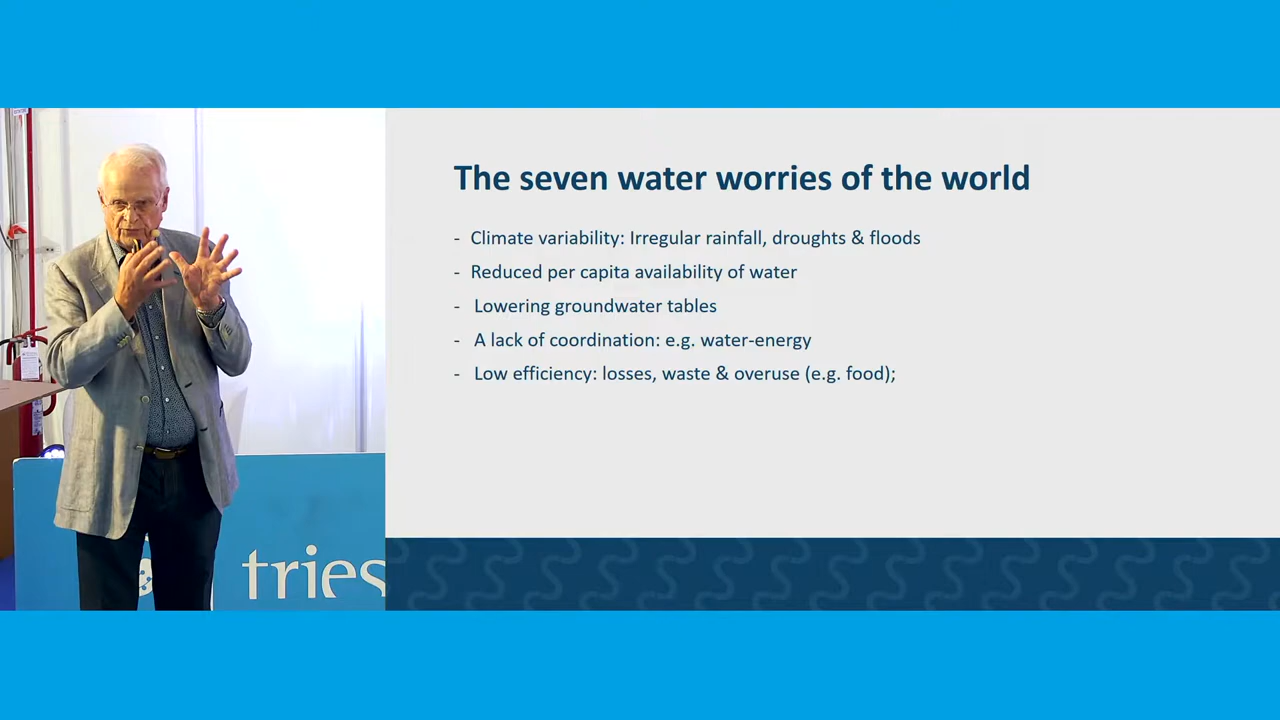 The seven water worries of the world
- Climate variability: Irregular rainfall, droughts & floods
- Reduced per capita availability of water
- Lowering groundwater tables
- A lack of coordination: e.g. water-energy
- Low efficiency: losses, waste & overuse (e.g. food);
tries